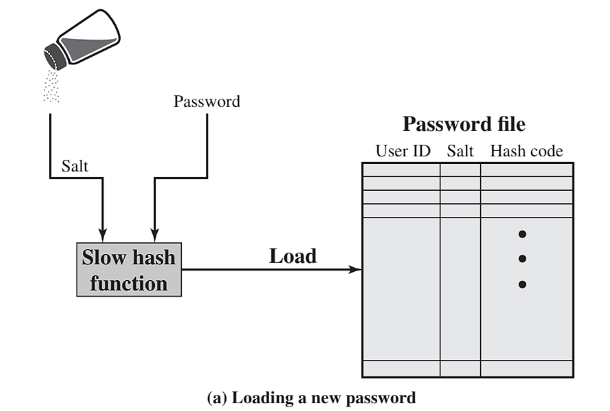 Password
Password file
User ID Salt Hash code
Salt
Slow hash
function
Load
(a) Loading a new password